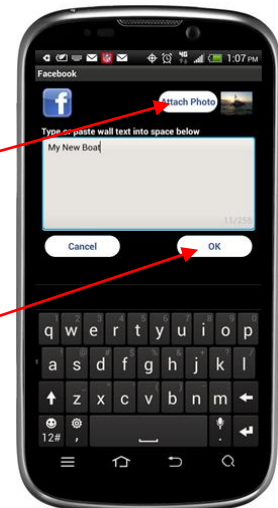 1:07 PM
Facebook
f
Attach Photo
Type or paste wall text into space below
My New Boat
11/255
Cancel
OK
q w e r t y u i o p
a s d f g h j k l
z x c v b n m
12# ,
.